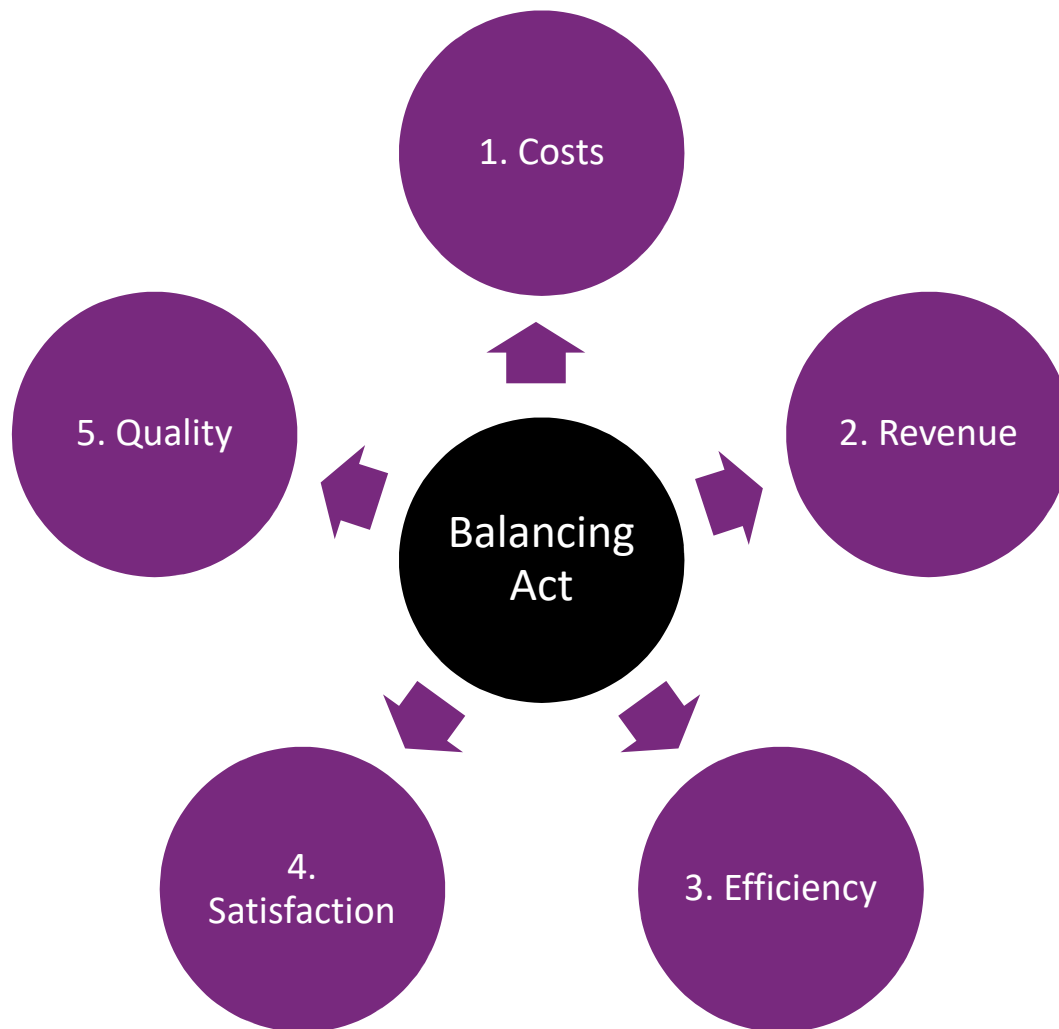 1. Costs
5. Quality
2. Revenue
Balancing
Act
4.
Satisfaction
3. Efficiency